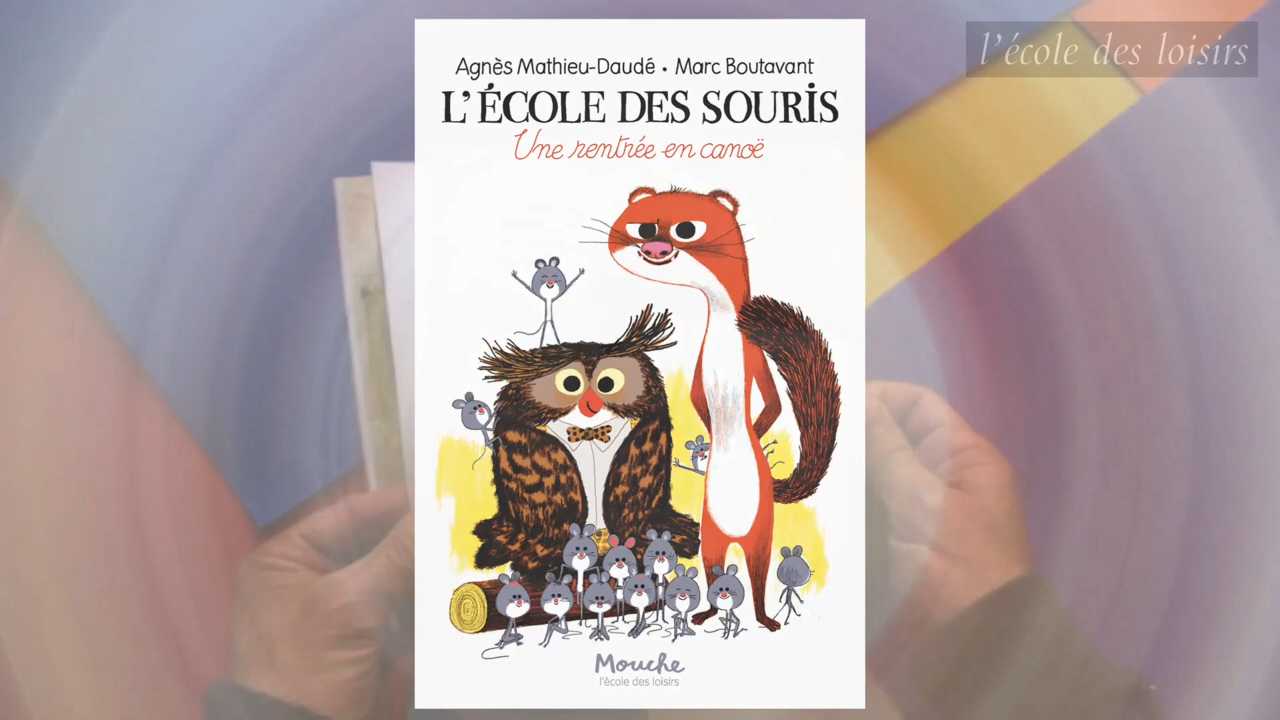 l'école des loisirs
Agnès Mathieu-Daudé • Marc Boutavant
L'ÉCOLE DES SOURIS
Une rentrée en canoë
Mouche
l'école des loisirs